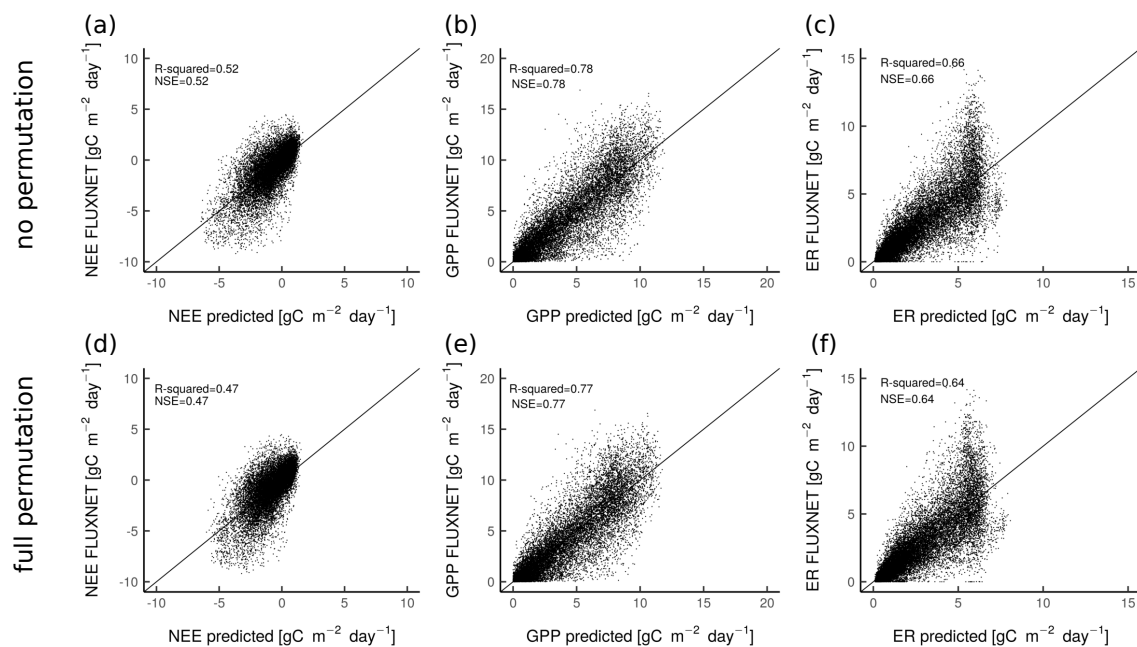 (a)
(b)
(c)
no permutation
NEE FLUXNET [gC m⁻² day⁻¹]
10
5
0
-5
-10
R-squared=0.52
NSE=0.52
-10 -5 0 5 10
NEE predicted [gC m⁻² day⁻¹]
GPP FLUXNET [gC m⁻² day⁻¹]
20
15
10
5
0
R-squared=0.78
NSE=0.78
0 5 10 15 20
GPP predicted [gC m⁻² day⁻¹]
ER FLUXNET [gC m⁻² day⁻¹]
15
10
5
0
R-squared=0.66
NSE=0.66
0 5 10 15
ER predicted [gC m⁻² day⁻¹]
(d)
(e)
(f)
full permutation
NEE FLUXNET [gC m⁻² day⁻¹]
10
5
0
-5
-10
R-squared=0.47
NSE=0.47
-10 -5 0 5 10
NEE predicted [gC m⁻² day⁻¹]
GPP FLUXNET [gC m⁻² day⁻¹]
20
15
10
5
0
R-squared=0.77
NSE=0.77
0 5 10 15 20
GPP predicted [gC m⁻² day⁻¹]
ER FLUXNET [gC m⁻² day⁻¹]
15
10
5
0
R-squared=0.64
NSE=0.64
0 5 10 15
ER predicted [gC m⁻² day⁻¹]